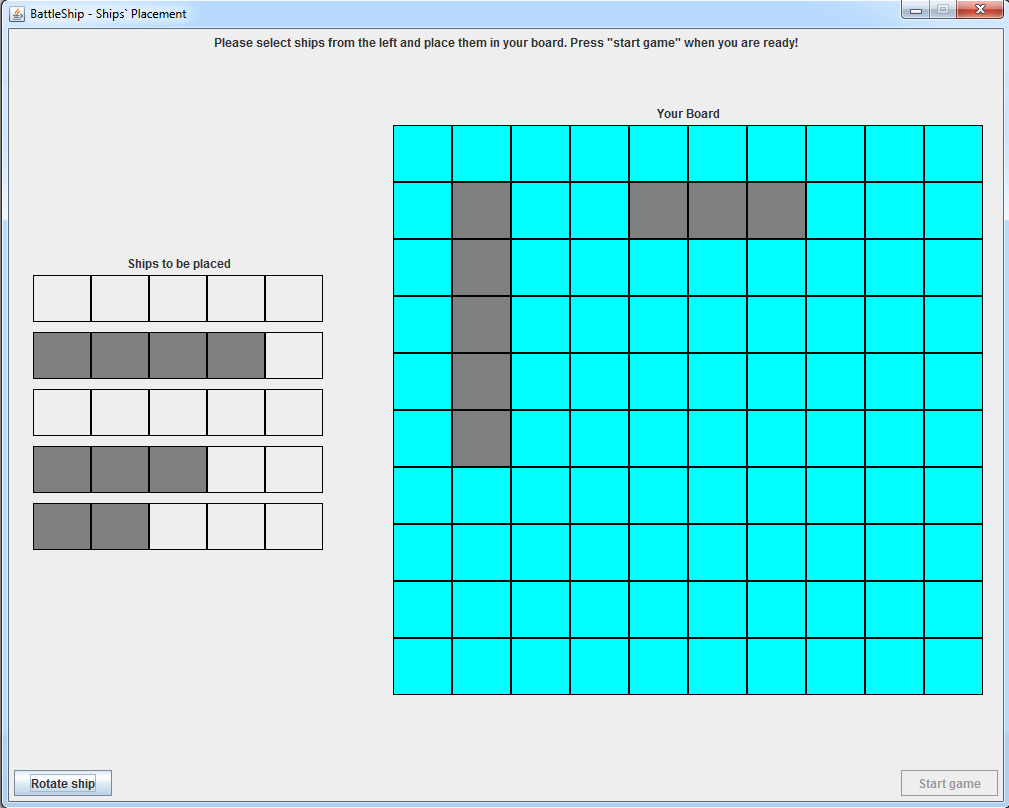 BattleShip - Ships` Placement
Please select ships from the left and place them in your board. Press "start game" when you are ready!
Your Board
Ships to be placed
Rotate ship
Start game